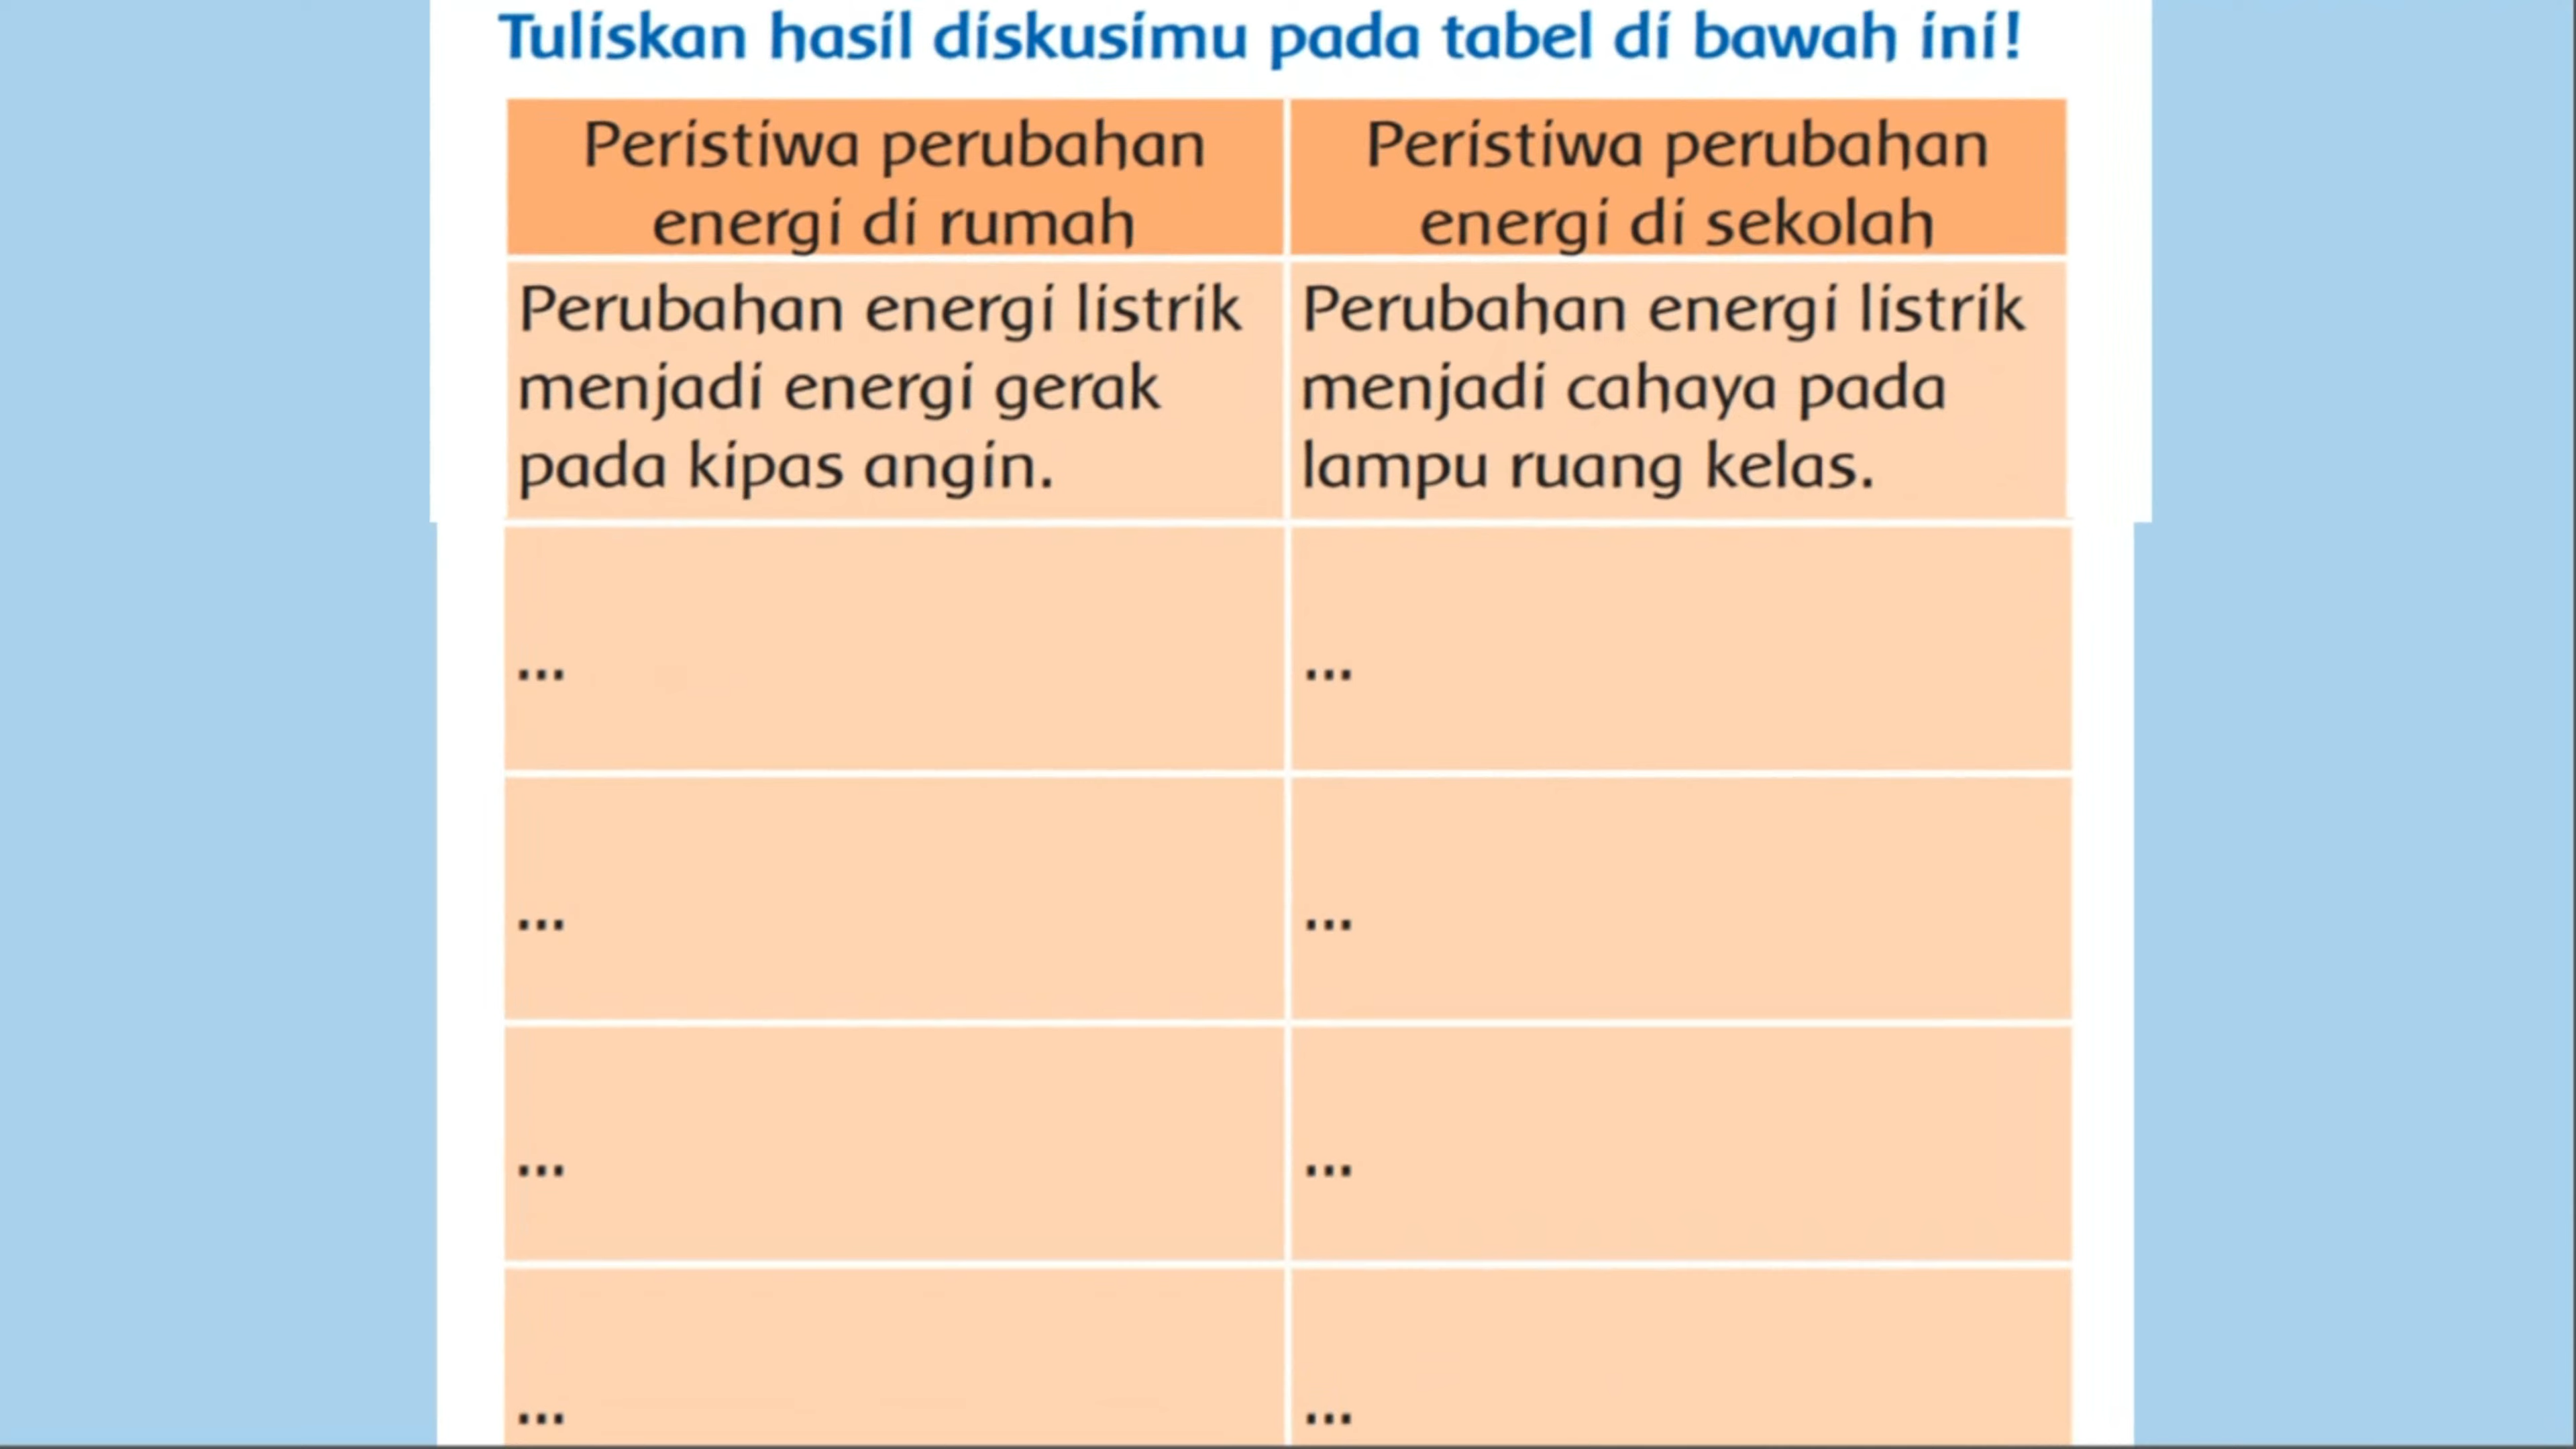 Tuliskan hasil diskusimu pada tabel di bawah ini!
Peristiwa perubahan
energi di rumah
Peristiwa perubahan
energi di sekolah
Perubahan energi listrik
menjadi energi gerak
pada kipas angin.
Perubahan energi listrik
menjadi cahaya pada
lampu ruang kelas.
...
...
...
...
...
...
...
...